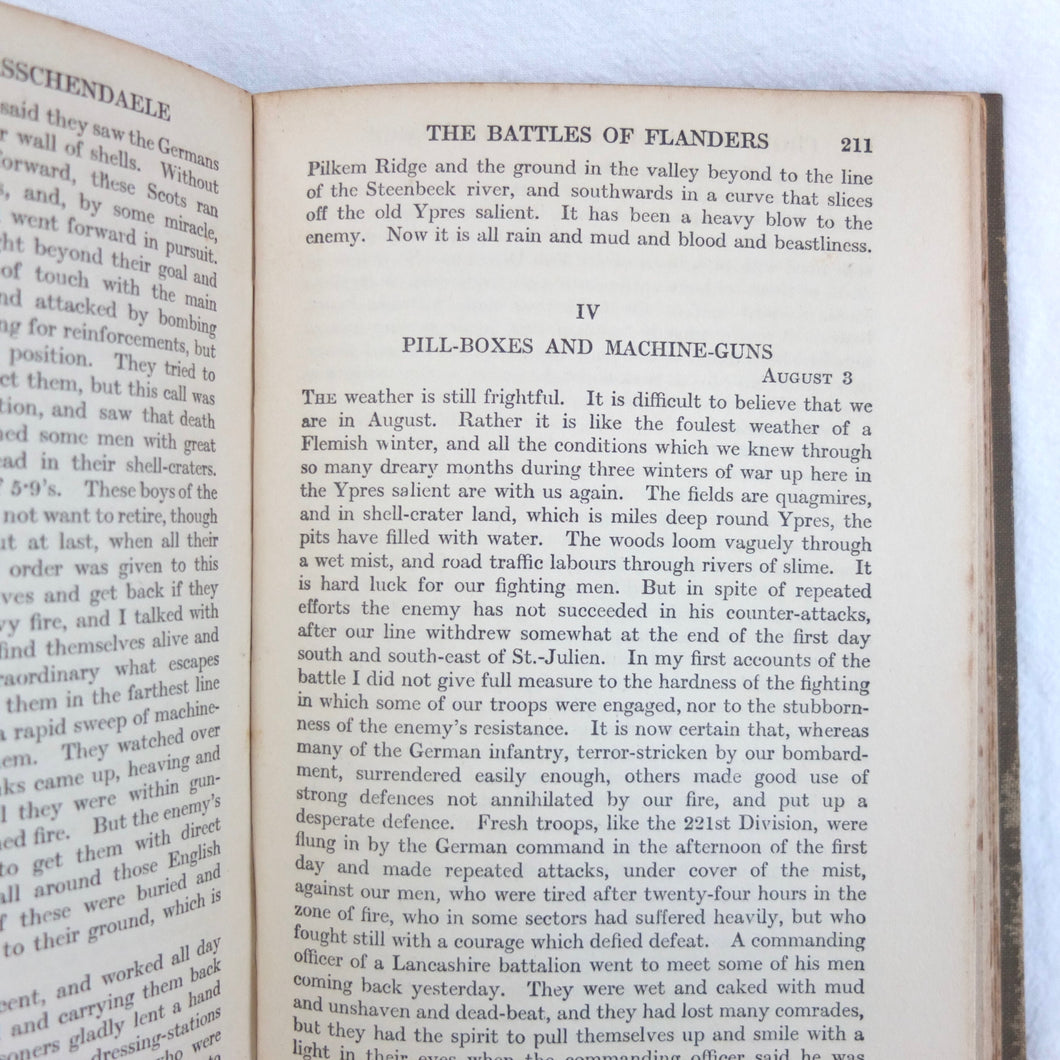 SSCHENDAELE
said they saw the Germans
wall of shells. Without
forward, these Scots ran
and, by some miracle,
went forward in pursuit.
beyond their goal and
of touch with the main
attacked by bombing
for reinforcements, but
position. They tried to
them, but this call was
and saw that death
some men with great
in their shell-craters.
5·9's. These boys of the
not want to retire, though
at last, when all their
order was given to this
and get back if they
fire, and I talked with
find themselves alive and
what escapes
them in the farthest line
a rapid sweep of machine-
They watched over
came up, heaving and
they were within gun-
fire. But the enemy's
to get them with direct
around those English
these were buried and
to their ground, which is
and worked all day
and carrying them back
gladly lent a hand
dressing-stations
who were
to
THE BATTLES OF FLANDERS 211
Pilkem Ridge and the ground in the valley beyond to the line
of the Steenbeek river, and southwards in a curve that slices
off the old Ypres salient. It has been a heavy blow to the
enemy. Now it is all rain and mud and blood and beastliness.
IV
PILL-BOXES AND MACHINE-GUNS
AUGUST 3
THE weather is still frightful. It is difficult to believe that we
are in August. Rather it is like the foulest weather of a
Flemish winter, and all the conditions which we knew through
so many dreary months during three winters of war up here in
the Ypres salient are with us again. The fields are quagmires,
and in shell-crater land, which is miles deep round Ypres, the
pits have filled with water. The woods loom vaguely through
a wet mist, and road traffic labours through rivers of slime. It
is hard luck for our fighting men. But in spite of repeated
efforts the enemy has not succeeded in his counter-attacks,
after our line withdrew somewhat at the end of the first day
south and south-east of St.-Julien. In my first accounts of the
battle I did not give full measure to the hardness of the fighting
in which some of our troops were engaged, nor to the stubborn-
ness of the enemy's resistance. It is now certain that, whereas
many of the German infantry, terror-stricken by our bombard-
ment, surrendered easily enough, others made good use of
strong defences not annihilated by our fire, and put up a
desperate defence. Fresh troops, like the 221st Division, were
flung in by the German command in the afternoon of the first
day and made repeated attacks, under cover of the mist,
against our men, who were tired after twenty-four hours in the
zone of fire, who in some sectors had suffered heavily, but who
fought still with a courage which defied defeat. A commanding
officer of a Lancashire battalion went to meet some of his men
coming back yesterday. They were wet and caked with mud
and unshaven and dead-beat, and they had lost many comrades,
but they had the spirit to pull themselves up and smile with a
light in their eyes when the commanding officer said he was